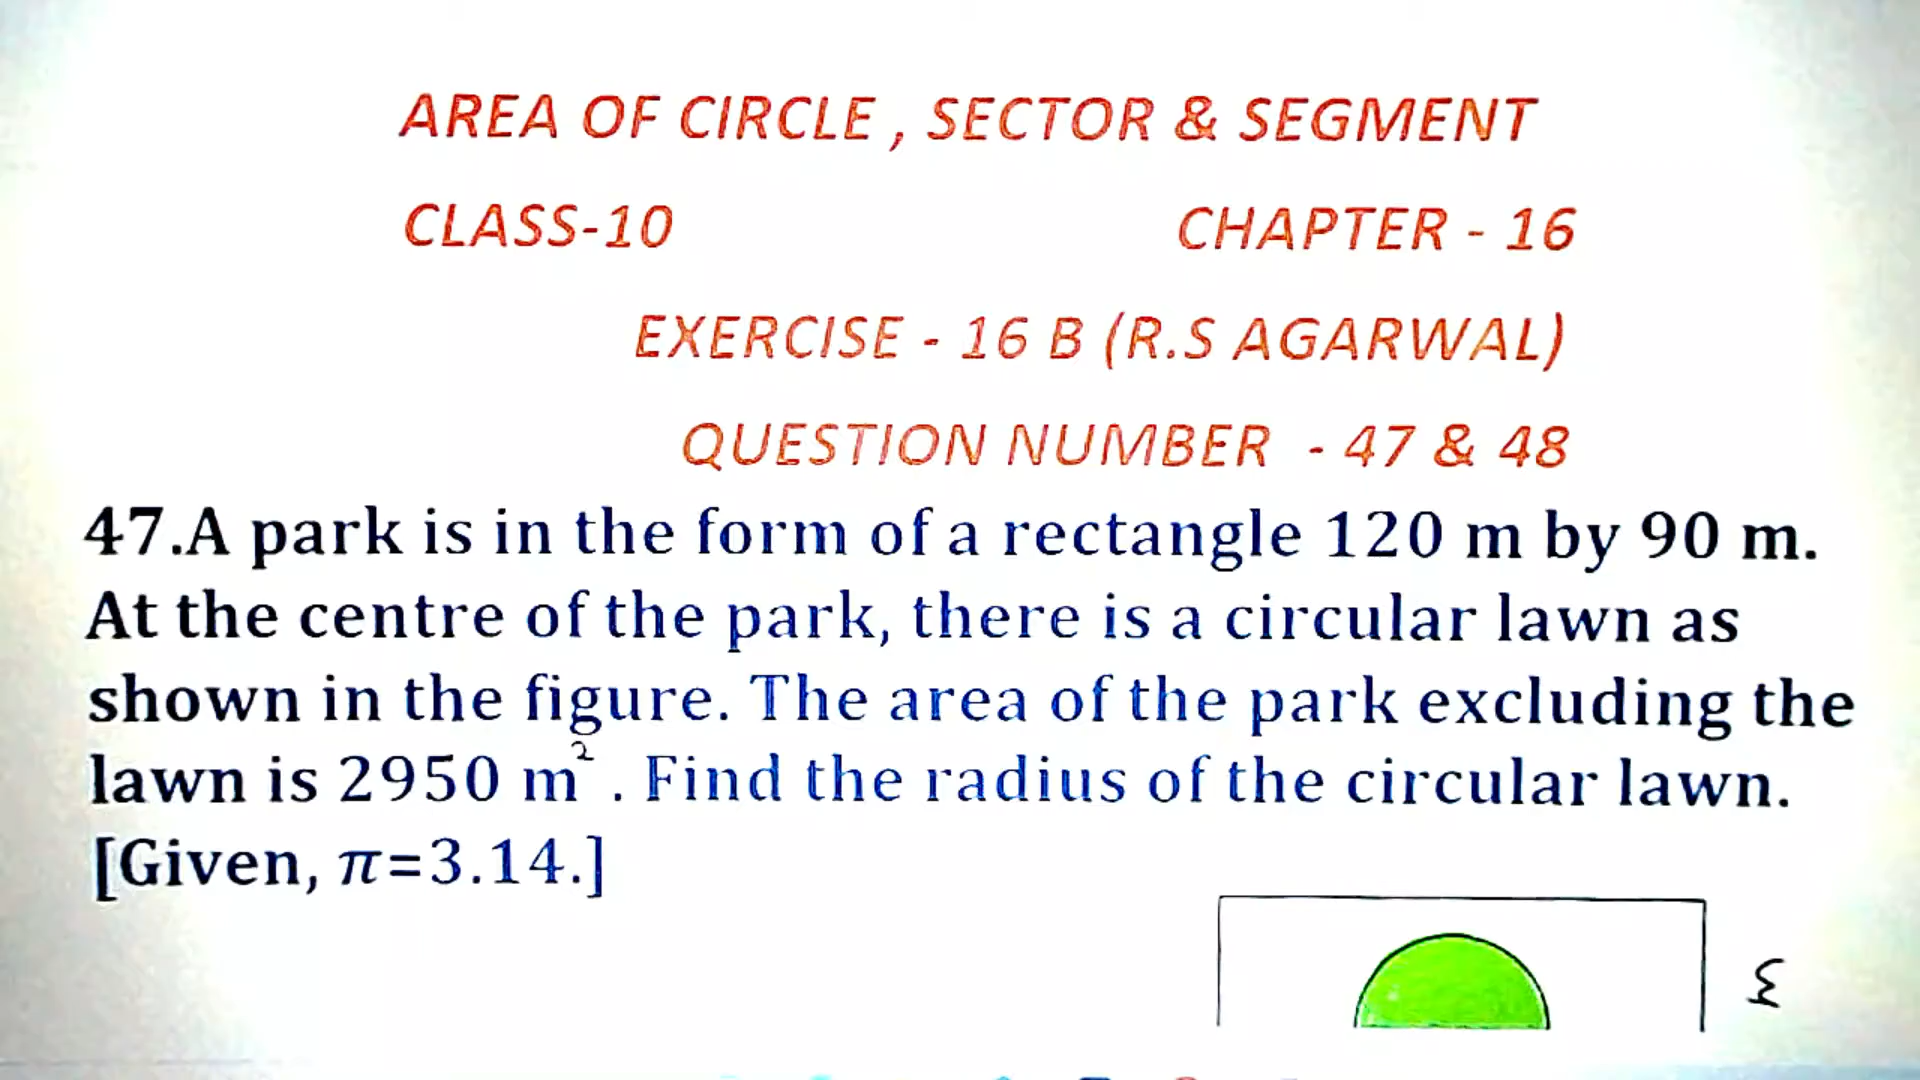 AREA OF CIRCLE , SECTOR & SEGMENT
CLASS-10 CHAPTER - 16
EXERCISE - 16 B (R.S AGARWAL)
QUESTION NUMBER - 47 & 48
47.A park is in the form of a rectangle 120 m by 90 m.
At the centre of the park, there is a circular lawn as
shown in the figure. The area of the park excluding the
lawn is 2950 m². Find the radius of the circular lawn.
[Given, π=3.14.]